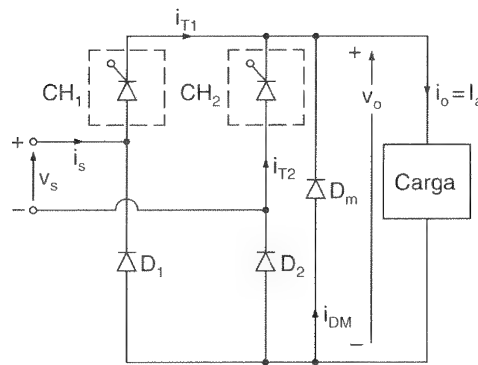 i_T1
CH_1
CH_2
+
v_o
i_o = I_a
+
i_s
v_s
i_T2
D_m
Carga
−
D_1
D_2
i_DM
−